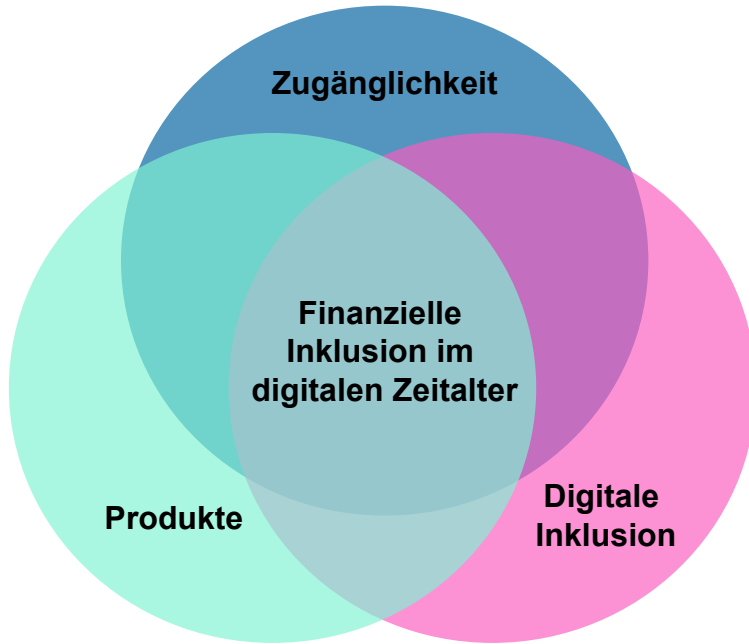 Zugänglichkeit
Finanzielle
Inklusion im
digitalen Zeitalter
Produkte
Digitale
Inklusion